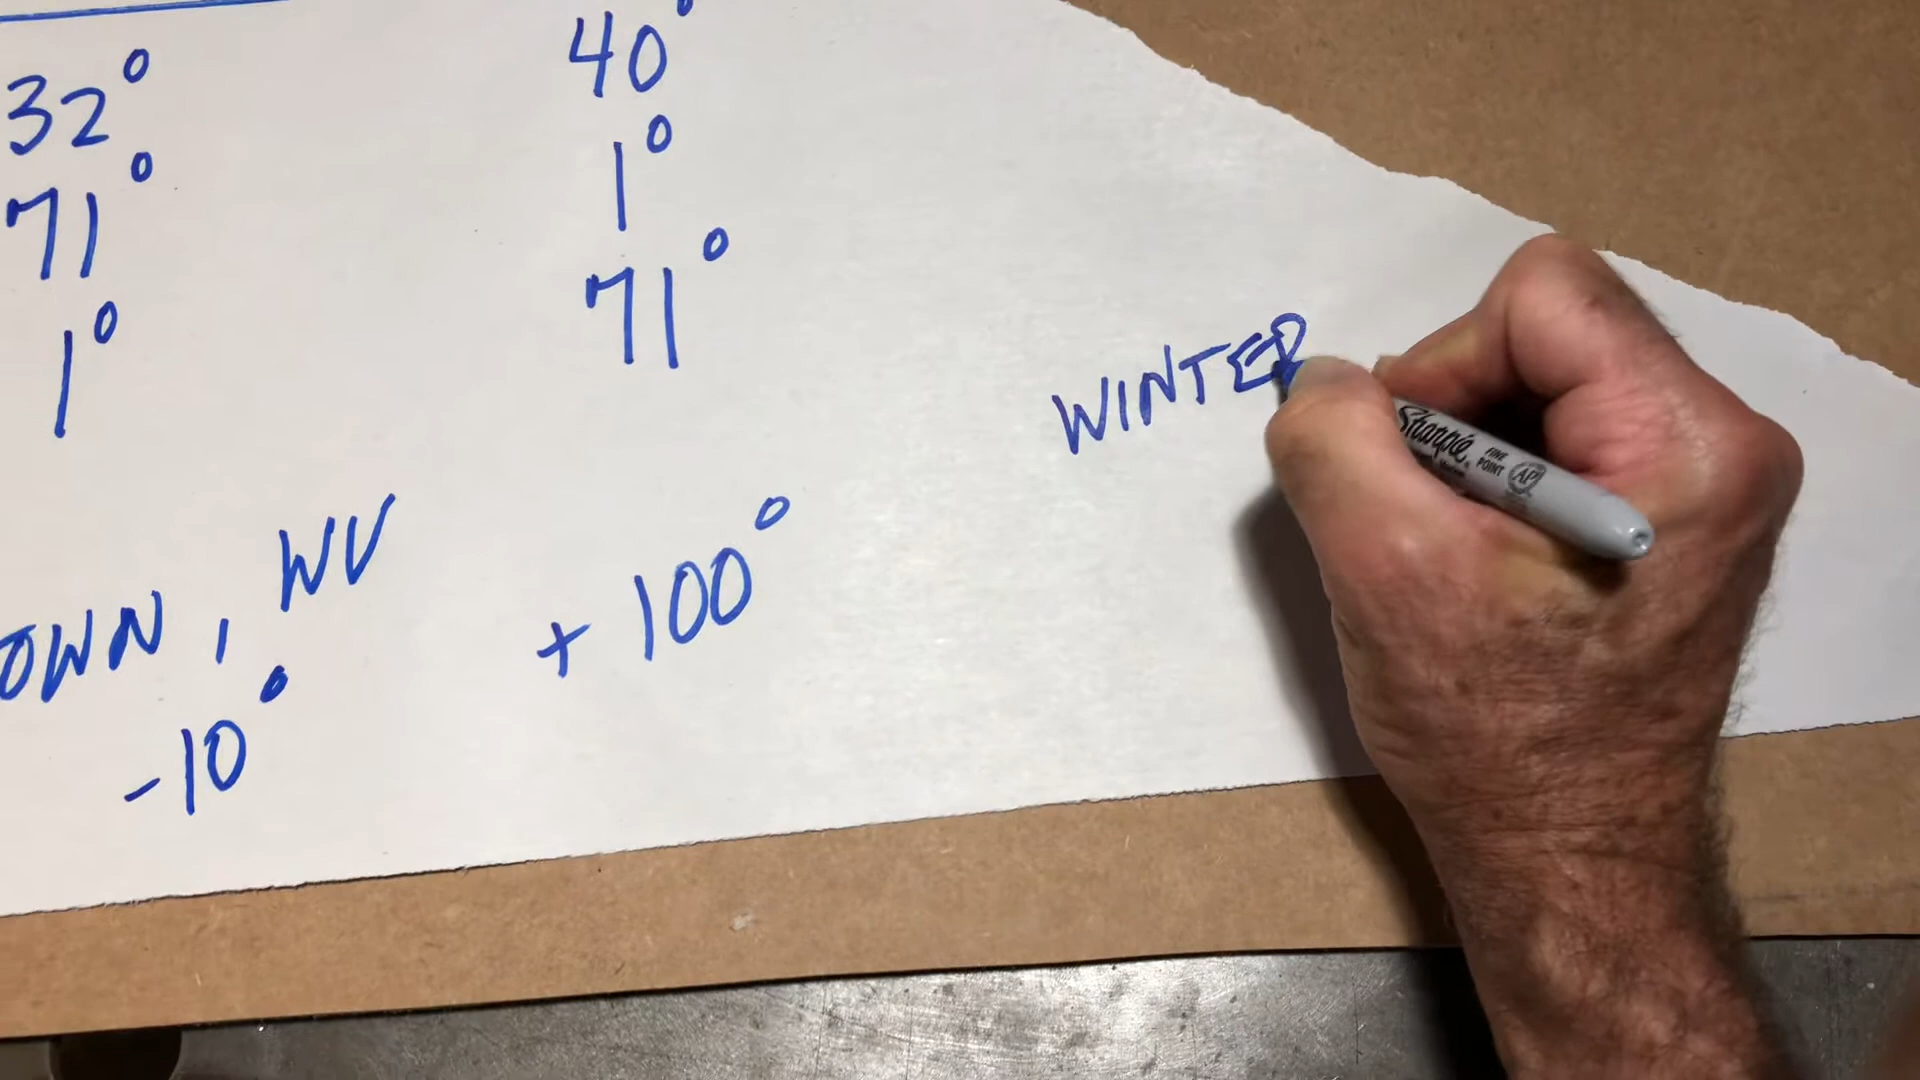 32° 40°
71° 1°
1° 71°
WINTER
OWN, WV
-10° + 100°
Sharpie
FINE
POINT
AP